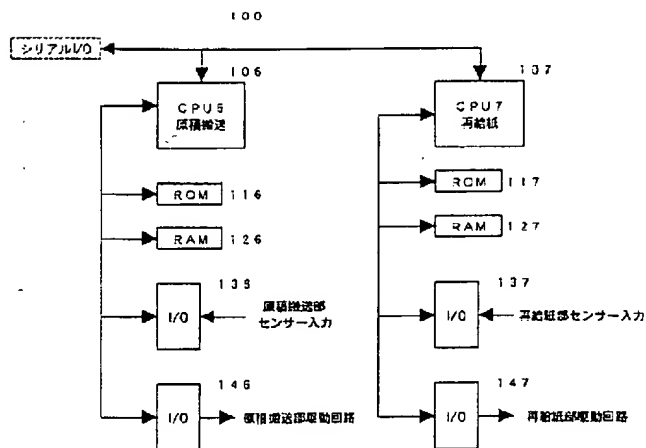 100
シリアルI/O
106
107
CPU6
原稿搬送
CPU7
再給紙
ROM 116
ROM 117
RAM 126
RAM 127
136
137
I/O
原稿搬送部
センサー入力
I/O
再給紙部センサー入力
146
147
I/O
原稿搬送部駆動回路
I/O
再給紙部駆動回路